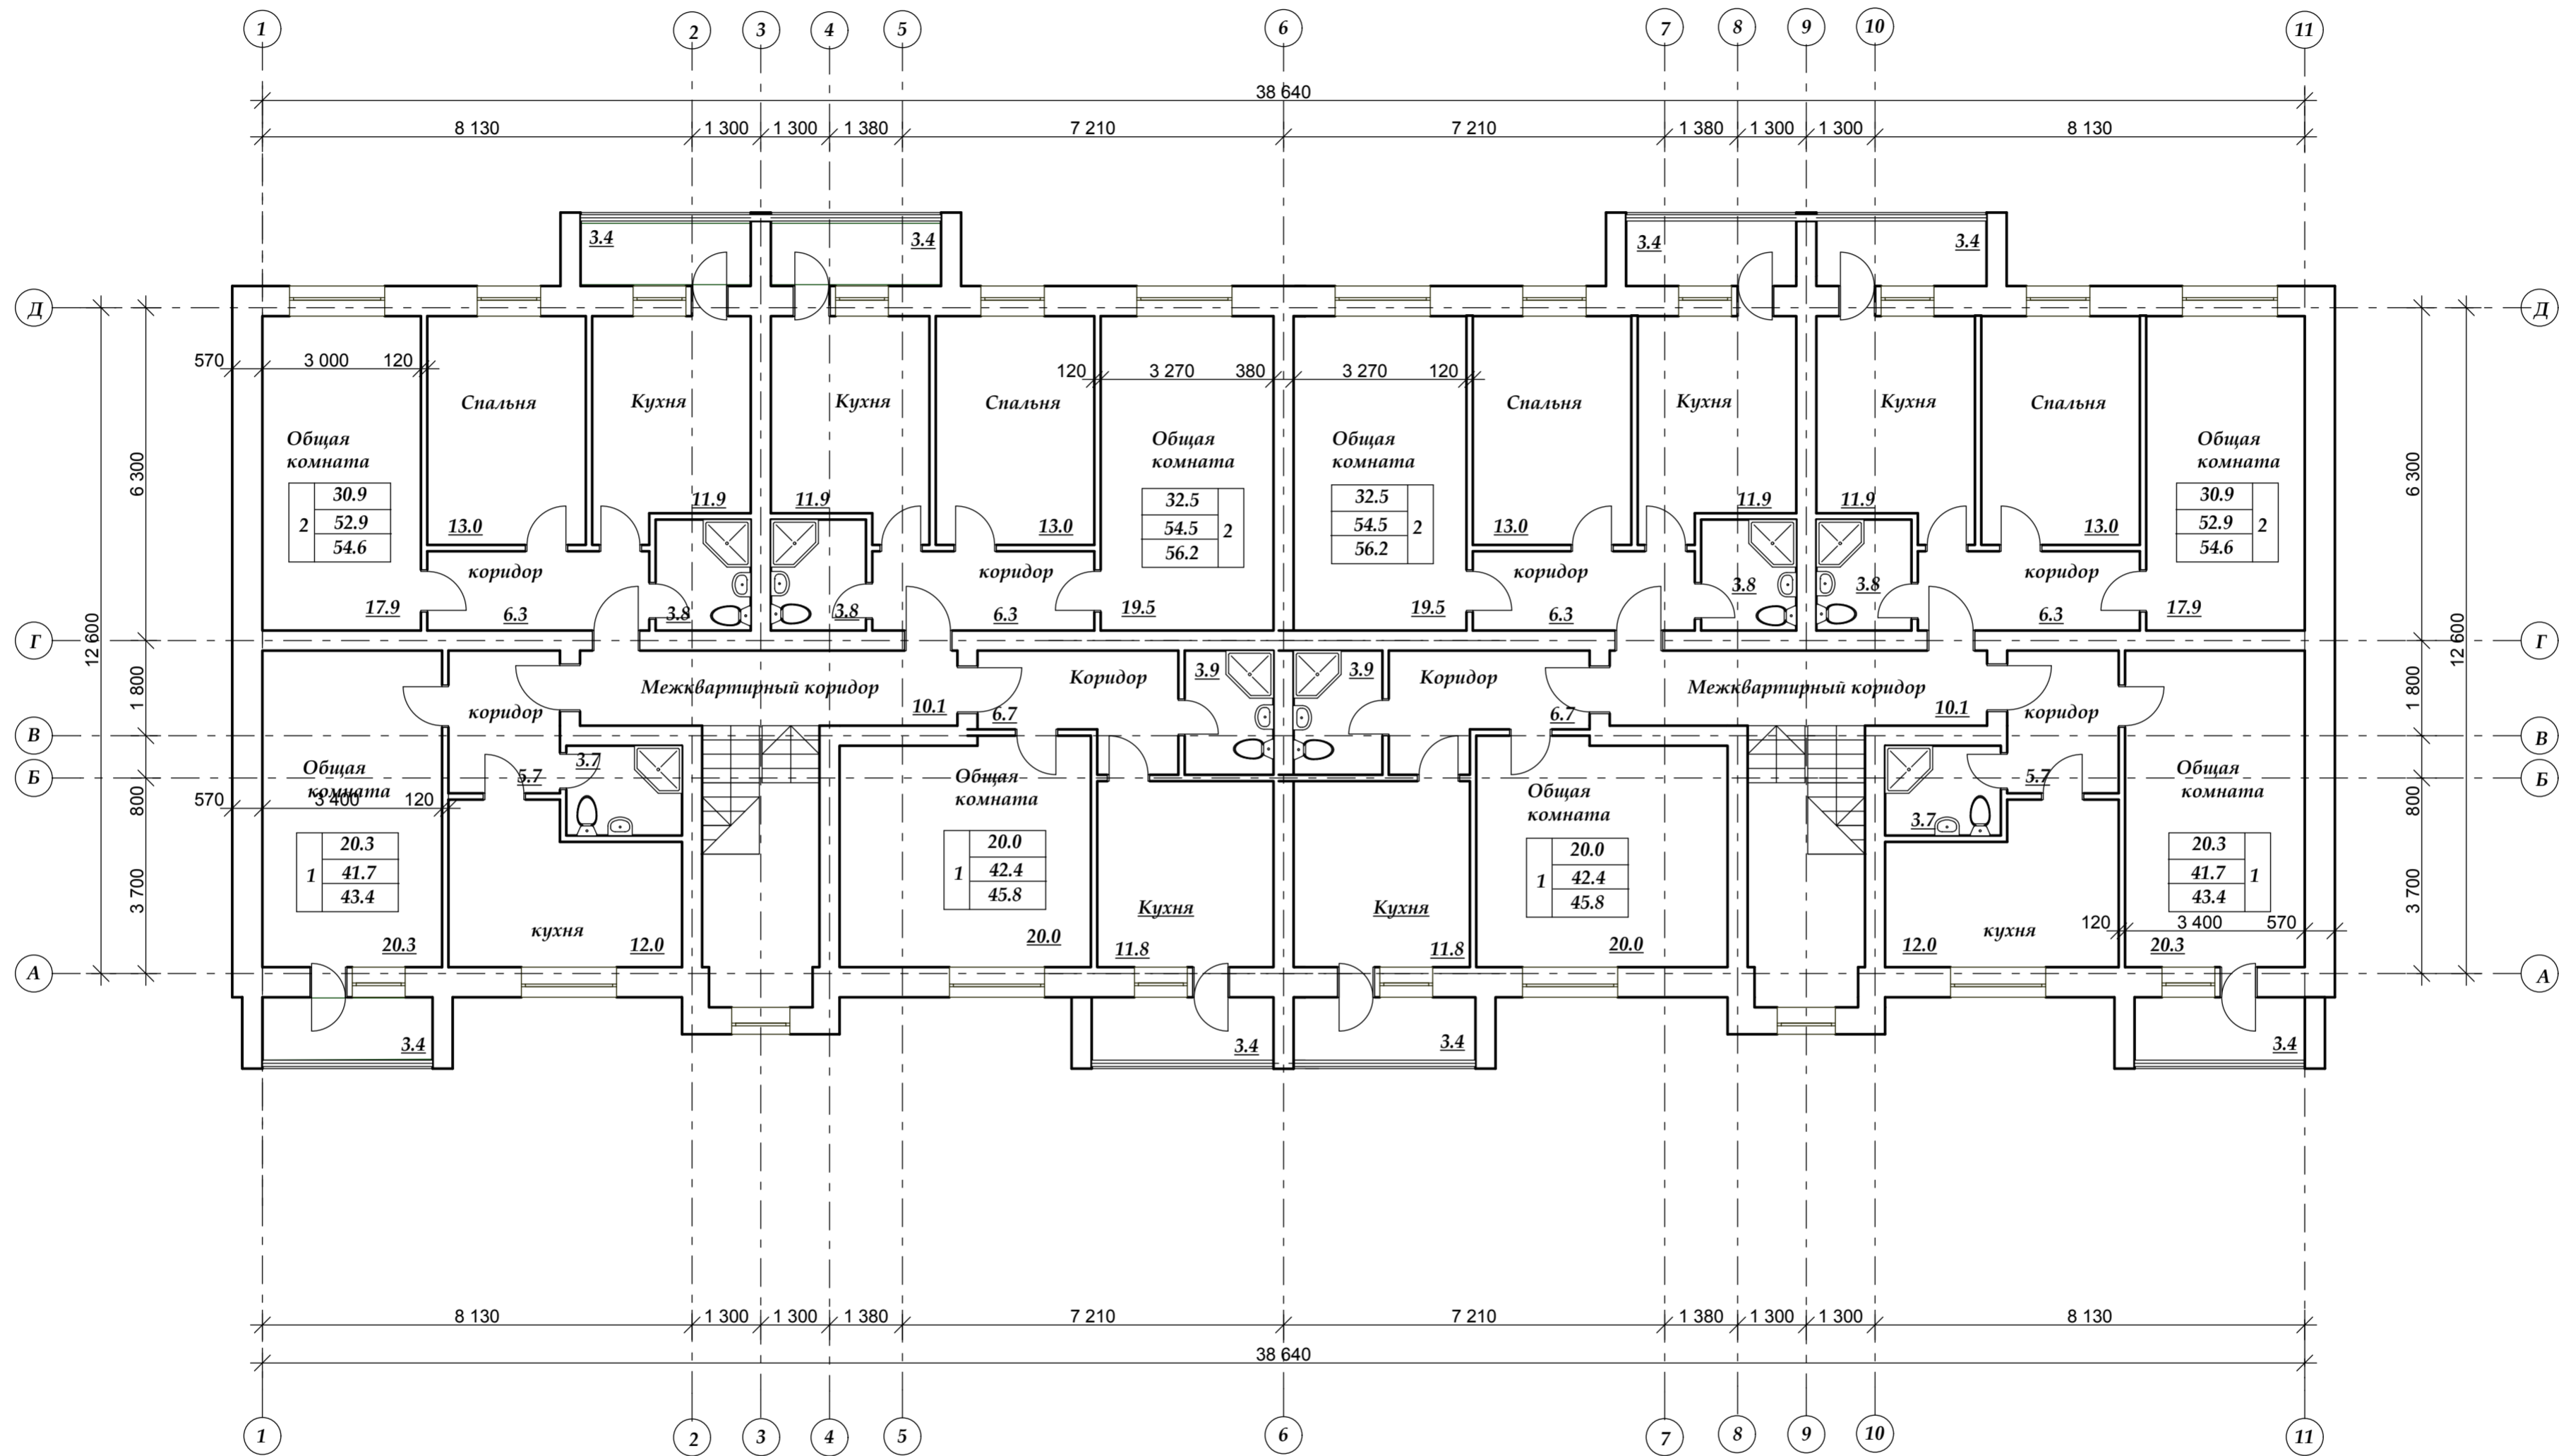 1 2 3 4 5 6 7 8 9 10 11
38 640
8 130 1 300 1 300 1 380 7 210 7 210 1 380 1 300 1 300 8 130
3.4 3.4 3.4 3.4
Д Д
570 3 000 120 120 3 270 380 3 270 120
Спальня Кухня Кухня Спальня Спальня Кухня Кухня Спальня
Общая
комната
Общая
комната
Общая
комната
Общая
комната
6 300 6 300
2 30.9 52.9 54.6
32.5 54.5 56.2 2
32.5 54.5 56.2 2
30.9 52.9 54.6 2
13.0 11.9 11.9 13.0 13.0 11.9 11.9 13.0
коридор коридор коридор коридор
17.9 6.3 3.8 3.8 6.3 19.5 19.5 6.3 3.8 3.8 6.3 17.9
12 600 12 600
Г Г
1 800 1 800
Межквартирный коридор 10.1
Коридор 6.7 3.9
3.9 Коридор 6.7
Межквартирный коридор 10.1
коридор коридор
В В
3.7 5.7 5.7 3.7
Б Б
800 800
570 3 400 120
Общая
комната
Общая
комната
Общая
комната
Общая
комната
1 20.3 41.7 43.4
1 20.0 42.4 45.8
1 20.0 42.4 45.8
20.3 41.7 43.4 1
3 700 3 700
кухня Кухня Кухня кухня
120 3 400 570
20.3 12.0 20.0 11.8 11.8 20.0 12.0 20.3
А А
3.4 3.4 3.4 3.4
8 130 1 300 1 300 1 380 7 210 7 210 1 380 1 300 1 300 8 130
38 640
1 2 3 4 5 6 7 8 9 10 11